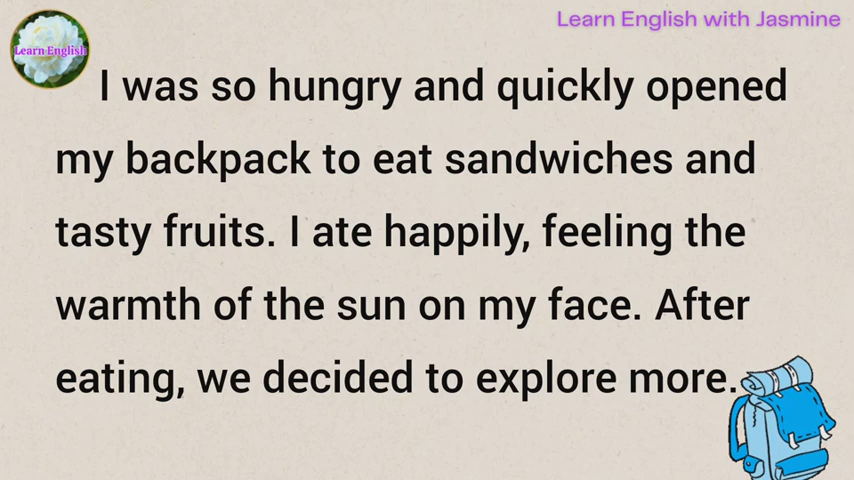 Learn English with Jasmine
Learn English
I was so hungry and quickly opened
my backpack to eat sandwiches and
tasty fruits. I ate happily, feeling the
warmth of the sun on my face. After
eating, we decided to explore more.